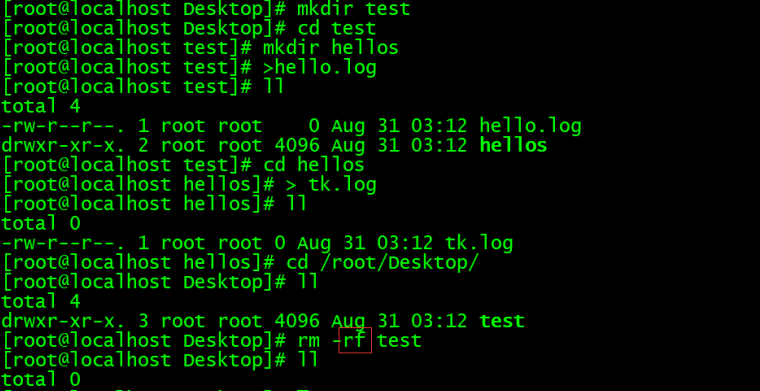 [root@localhost Desktop]# mkdir test
[root@localhost Desktop]# cd test
[root@localhost test]# mkdir hellos
[root@localhost test]# >hello.log
[root@localhost test]# ll
total 4
-rw-r--r--. 1 root root    0 Aug 31 03:12 hello.log
drwxr-xr-x. 2 root root 4096 Aug 31 03:12 hellos
[root@localhost test]# cd hellos
[root@localhost hellos]# > tk.log
[root@localhost hellos]# ll
total 0
-rw-r--r--. 1 root root 0 Aug 31 03:12 tk.log
[root@localhost hellos]# cd /root/Desktop/
[root@localhost Desktop]# ll
total 4
drwxr-xr-x. 3 root root 4096 Aug 31 03:12 test
[root@localhost Desktop]# rm -rf test
[root@localhost Desktop]# ll
total 0